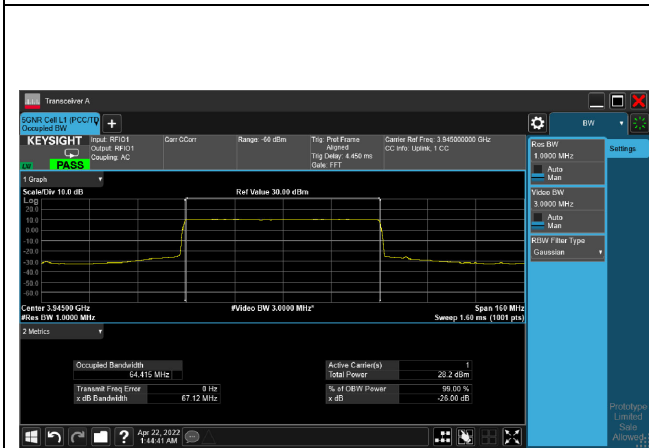 Transceiver A
5GNR Cell L1 (PCC/TD
Occupied BW
BW
KEYSIGHT
PASS
Input: RFIO1
Output: RFIO1
Coupling: AC
Corr CCorr
Range: -60 dBm
Trig: Pref Frame
Aligned
Trig Delay: 4.450 ms
Gate: FFT
Carrier Ref Freq: 3.945000000 GHz
CC Info: Uplink, 1 CC
1 Graph
Scale/Div 10.0 dB
Ref Value 30.00 dBm
Log
20.0
10.0
0.00
-10.0
-20.0
-30.0
-40.0
-50.0
-60.0
Center 3.94500 GHz
#Video BW 3.0000 MHz*
Span 160 MHz
#Res BW 1.0000 MHz
Sweep 1.60 ms (1001 pts)
2 Metrics
Occupied Bandwidth
64.415 MHz
Transmit Freq Error 0 Hz
x dB Bandwidth 67.12 MHz
Active Carrier(s) 1
Total Power 28.2 dBm
% of OBW Power 99.00 %
x dB -26.00 dB
Res BW
1.0000 MHz
Auto
Man
Video BW
3.0000 MHz
Auto
Man
RBW Filter Type
Gaussian
Settings
Prototype
Limited
Sale
Allowed
Apr 22, 2022
1:44:41 AM